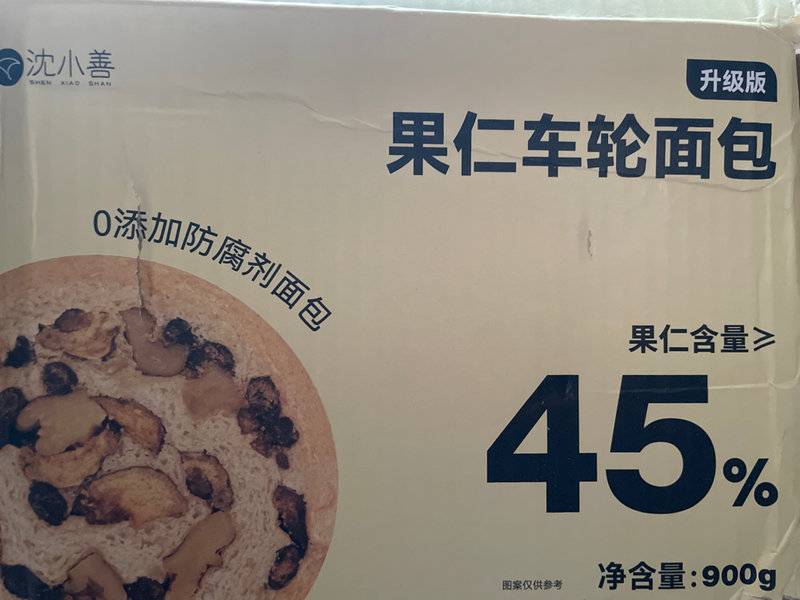 沈小善
SHEN XIAO SHAN
升级版
果仁车轮面包
0添加防腐剂面包
果仁含量≥
45%
图案仅供参考
净含量:900g